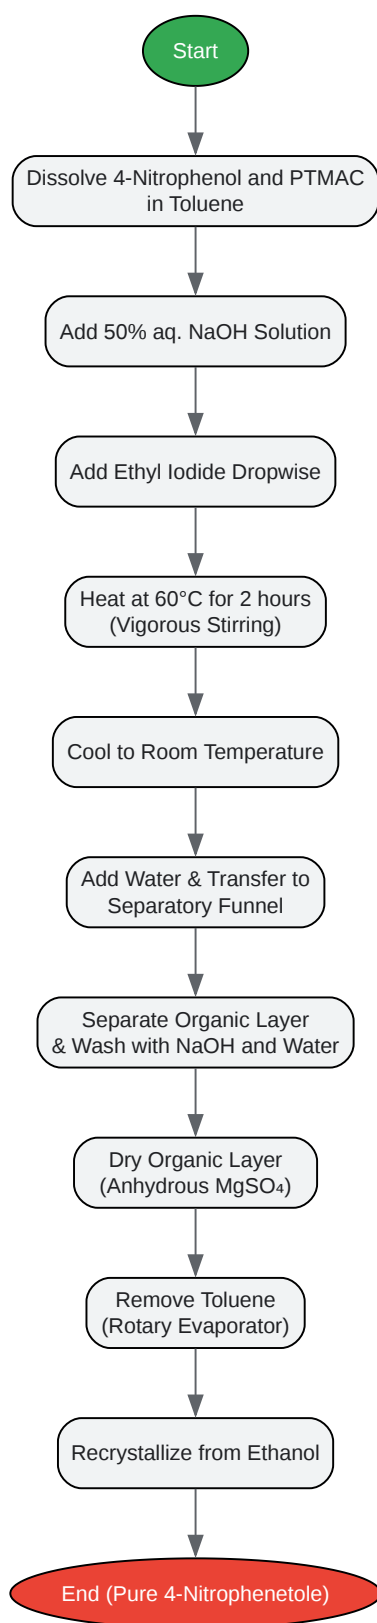 Start
Dissolve 4-Nitrophenol and PTMAC
in Toluene
Add 50% aq. NaOH Solution
Add Ethyl Iodide Dropwise
Heat at 60°C for 2 hours
(Vigorous Stirring)
Cool to Room Temperature
Add Water & Transfer to
Separatory Funnel
Separate Organic Layer
& Wash with NaOH and Water
Dry Organic Layer
(Anhydrous MgSO₄)
Remove Toluene
(Rotary Evaporator)
Recrystallize from Ethanol
End (Pure 4-Nitrophenetole)